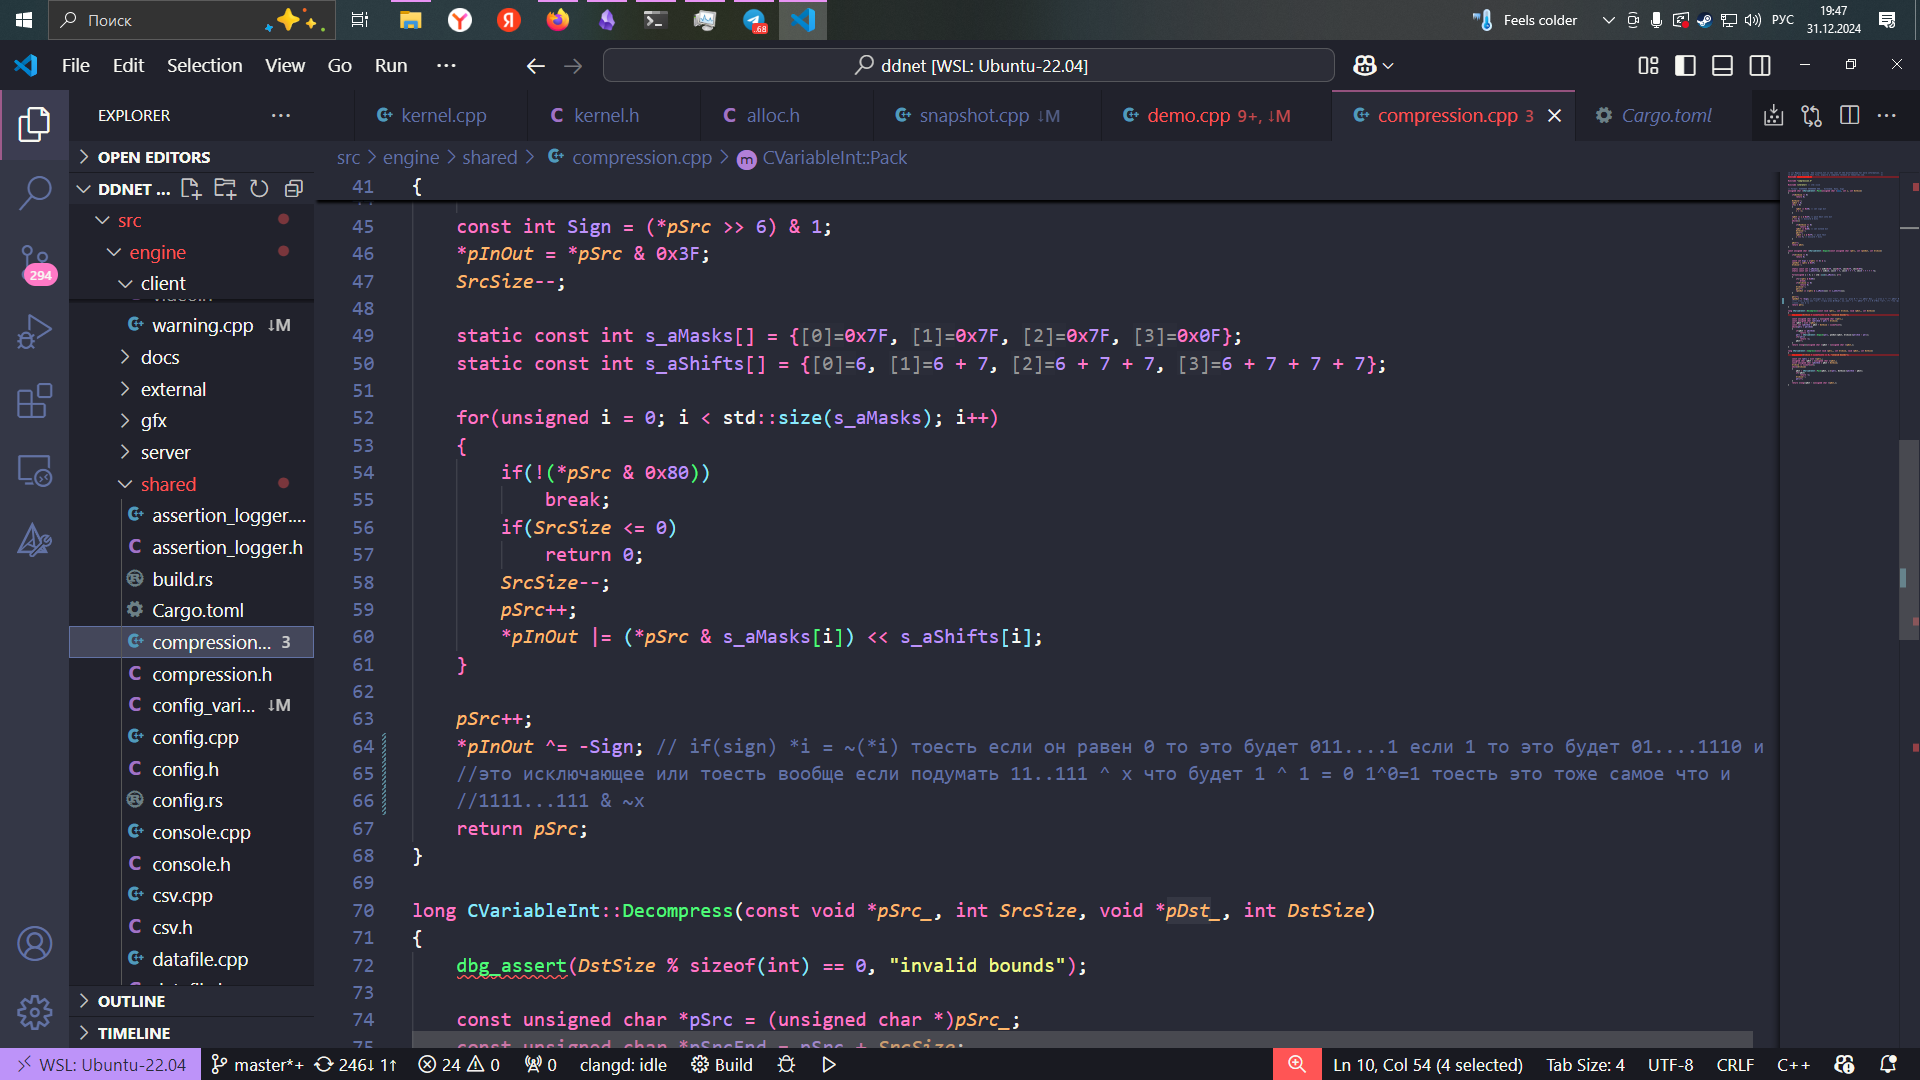 Поиск
.68
Feels colder
РУС
19:47
31.12.2024
File Edit Selection View Go Run ···
ddnet [WSL: Ubuntu-22.04]
EXPLORER ···
kernel.cpp
kernel.h
alloc.h
snapshot.cpp ↓M
demo.cpp 9+, ↓M
compression.cpp 3
Cargo.toml
src > engine > shared > compression.cpp > CVariableInt::Pack
OPEN EDITORS
DDNET ...
src
engine
client
warning.cpp ↓M
docs
external
gfx
server
shared
assertion_logger....
assertion_logger.h
build.rs
Cargo.toml
compression... 3
compression.h
config_vari... ↓M
config.cpp
config.h
config.rs
console.cpp
console.h
csv.cpp
csv.h
datafile.cpp
OUTLINE
TIMELINE
294
41 {
45 const int Sign = (*pSrc >> 6) & 1;
46 *pInOut = *pSrc & 0x3F;
47 SrcSize--;
48
49 static const int s_aMasks[] = {[0]=0x7F, [1]=0x7F, [2]=0x7F, [3]=0x0F};
50 static const int s_aShifts[] = {[0]=6, [1]=6 + 7, [2]=6 + 7 + 7, [3]=6 + 7 + 7 + 7};
51
52 for(unsigned i = 0; i < std::size(s_aMasks); i++)
53 {
54 if(!(*pSrc & 0x80))
55 break;
56 if(SrcSize <= 0)
57 return 0;
58 SrcSize--;
59 pSrc++;
60 *pInOut |= (*pSrc & s_aMasks[i]) << s_aShifts[i];
61 }
62
63 pSrc++;
64 *pInOut ^= -Sign; // if(sign) *i = ~(*i) тоесть если он равен 0 то это будет 011....1 если 1 то это будет 01....1110 и
65 //это исключающее или тоесть вообще если подумать 11..111 ^ x что будет 1 ^ 1 = 0 1^0=1 тоесть это тоже самое что и
66 //1111...111 & ~x
67 return pSrc;
68 }
69
70 long CVariableInt::Decompress(const void *pSrc_, int SrcSize, void *pDst_, int DstSize)
71 {
72 dbg_assert(DstSize % sizeof(int) == 0, "invalid bounds");
73
74 const unsigned char *pSrc = (unsigned char *)pSrc_;
75 const unsigned char *pSrcEnd = pSrc + SrcSize;
WSL: Ubuntu-22.04 master*+ 246↓ 1↑ 24 0 0 clangd: idle Build Ln 10, Col 54 (4 selected) Tab Size: 4 UTF-8 CRLF C++